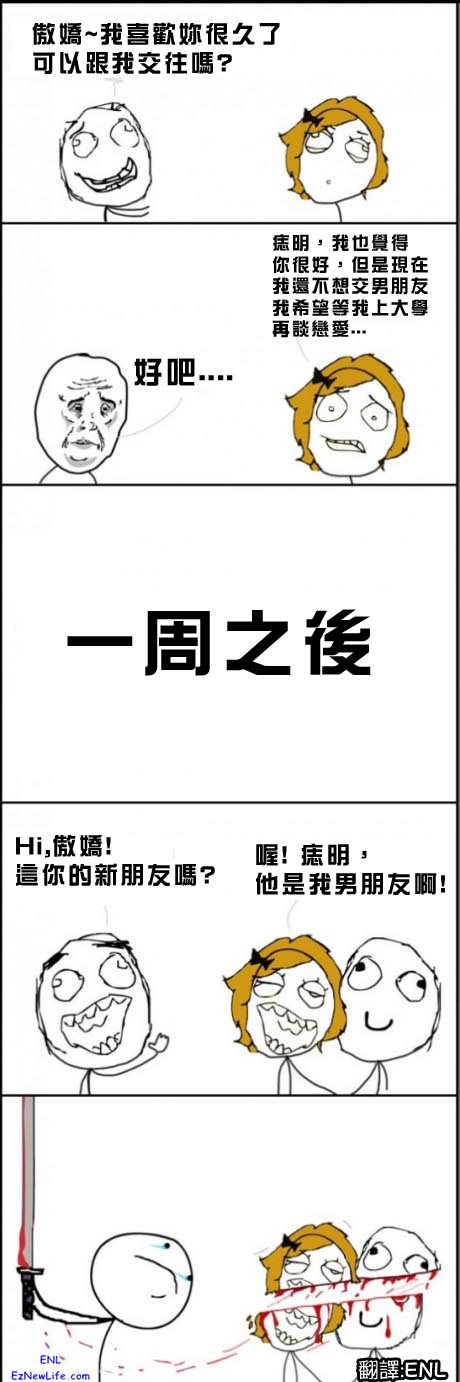 傲嬌~我喜歡妳很久了
可以跟我交往嗎?
痣明，我也覺得
你很好，但是現在
我還不想交男朋友
我希望等我上大學
再談戀愛...
好吧....
一周之後
Hi,傲嬌!
這你的新朋友嗎?
喔! 痣明，
他是我男朋友啊!
ENL
EzNewLife.com
翻譯:ENL